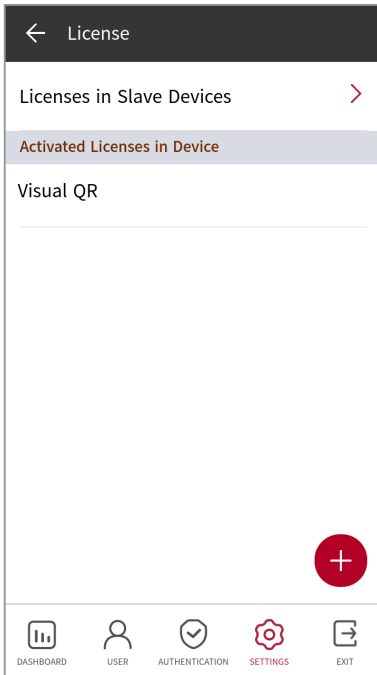 License
Licenses in Slave Devices
Activated Licenses in Device
Visual QR
DASHBOARD
USER
AUTHENTICATION
SETTINGS
EXIT